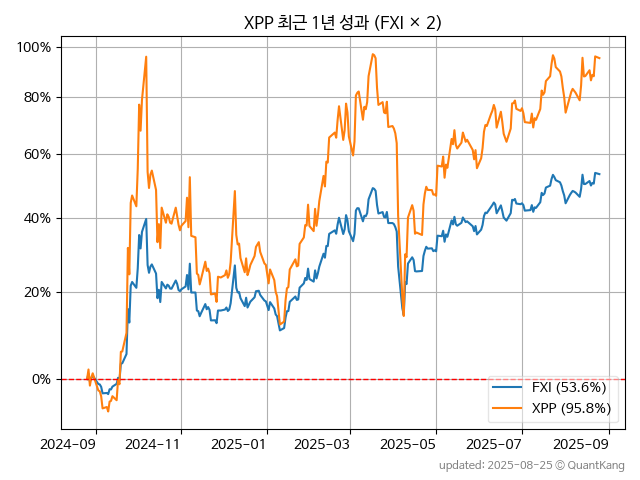 XPP 최근 1년 성과 (FXI × 2)
100%
80%
60%
40%
20%
0%
FXI (53.6%)
XPP (95.8%)
2024-09 2024-11 2025-01 2025-03 2025-05 2025-07 2025-09
updated: 2025-08-25 © QuantKang